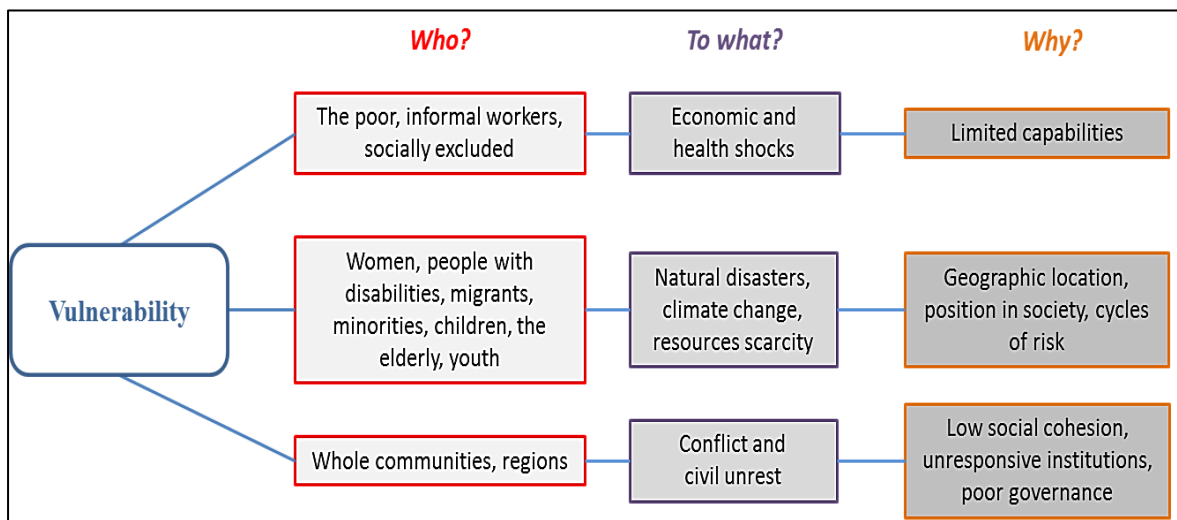 Who?
To what?
Why?
The poor, informal workers,
socially excluded
Economic and
health shocks
Limited capabilities
Vulnerability
Women, people with
disabilities, migrants,
minorities, children, the
elderly, youth
Natural disasters,
climate change,
resources scarcity
Geographic location,
position in society, cycles
of risk
Whole communities, regions
Conflict and
civil unrest
Low social cohesion,
unresponsive institutions,
poor governance